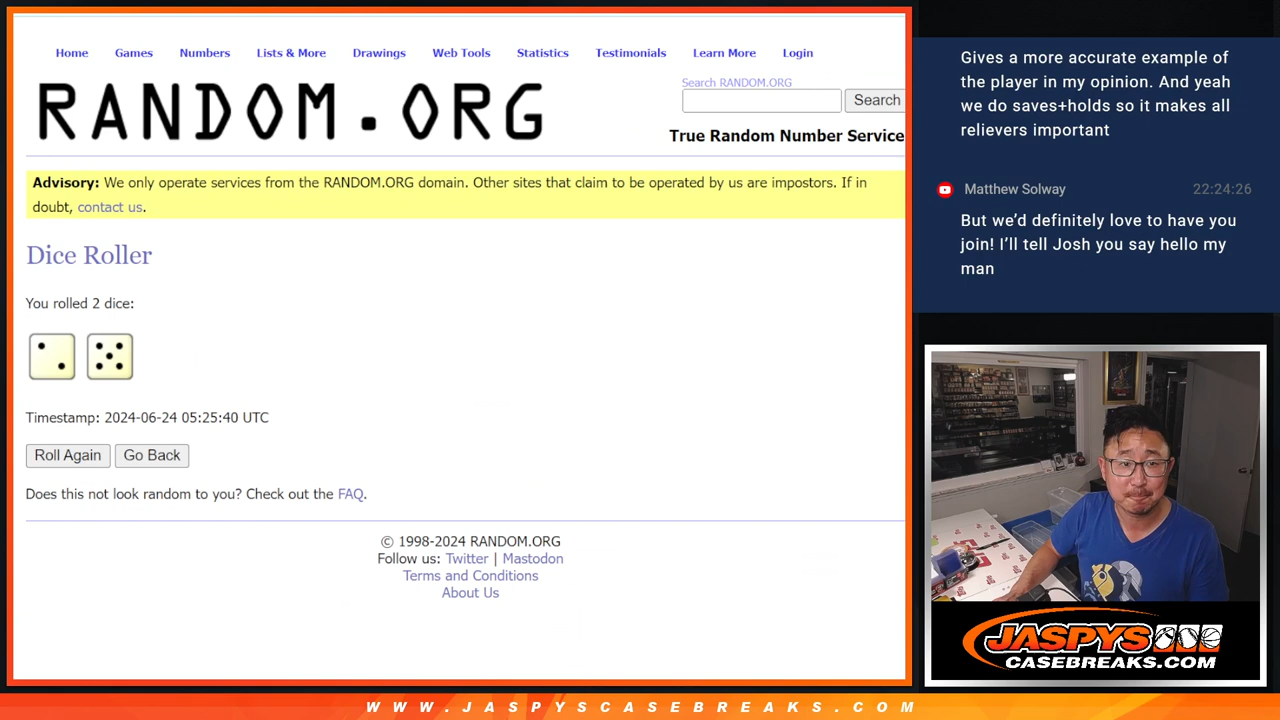 Home Games Numbers Lists & More Drawings Web Tools Statistics Testimonials Learn More Login
RANDOM.ORG
Search RANDOM.ORG
Search
True Random Number Service
Advisory: We only operate services from the RANDOM.ORG domain. Other sites that claim to be operated by us are impostors. If in
doubt, contact us.
Dice Roller
You rolled 2 dice:
Timestamp: 2024-06-24 05:25:40 UTC
Roll Again Go Back
Does this not look random to you? Check out the FAQ.
© 1998-2024 RANDOM.ORG
Follow us: Twitter | Mastodon
Terms and Conditions
About Us
Gives a more accurate example of
the player in my opinion. And yeah
we do saves+holds so it makes all
relievers important
Matthew Solway 22:24:26
But we’d definitely love to have you
join! I’ll tell Josh you say hello my
man
JASPYS
CASEBREAKS.COM
WWW.JASPYSCASEBREAKS.COM